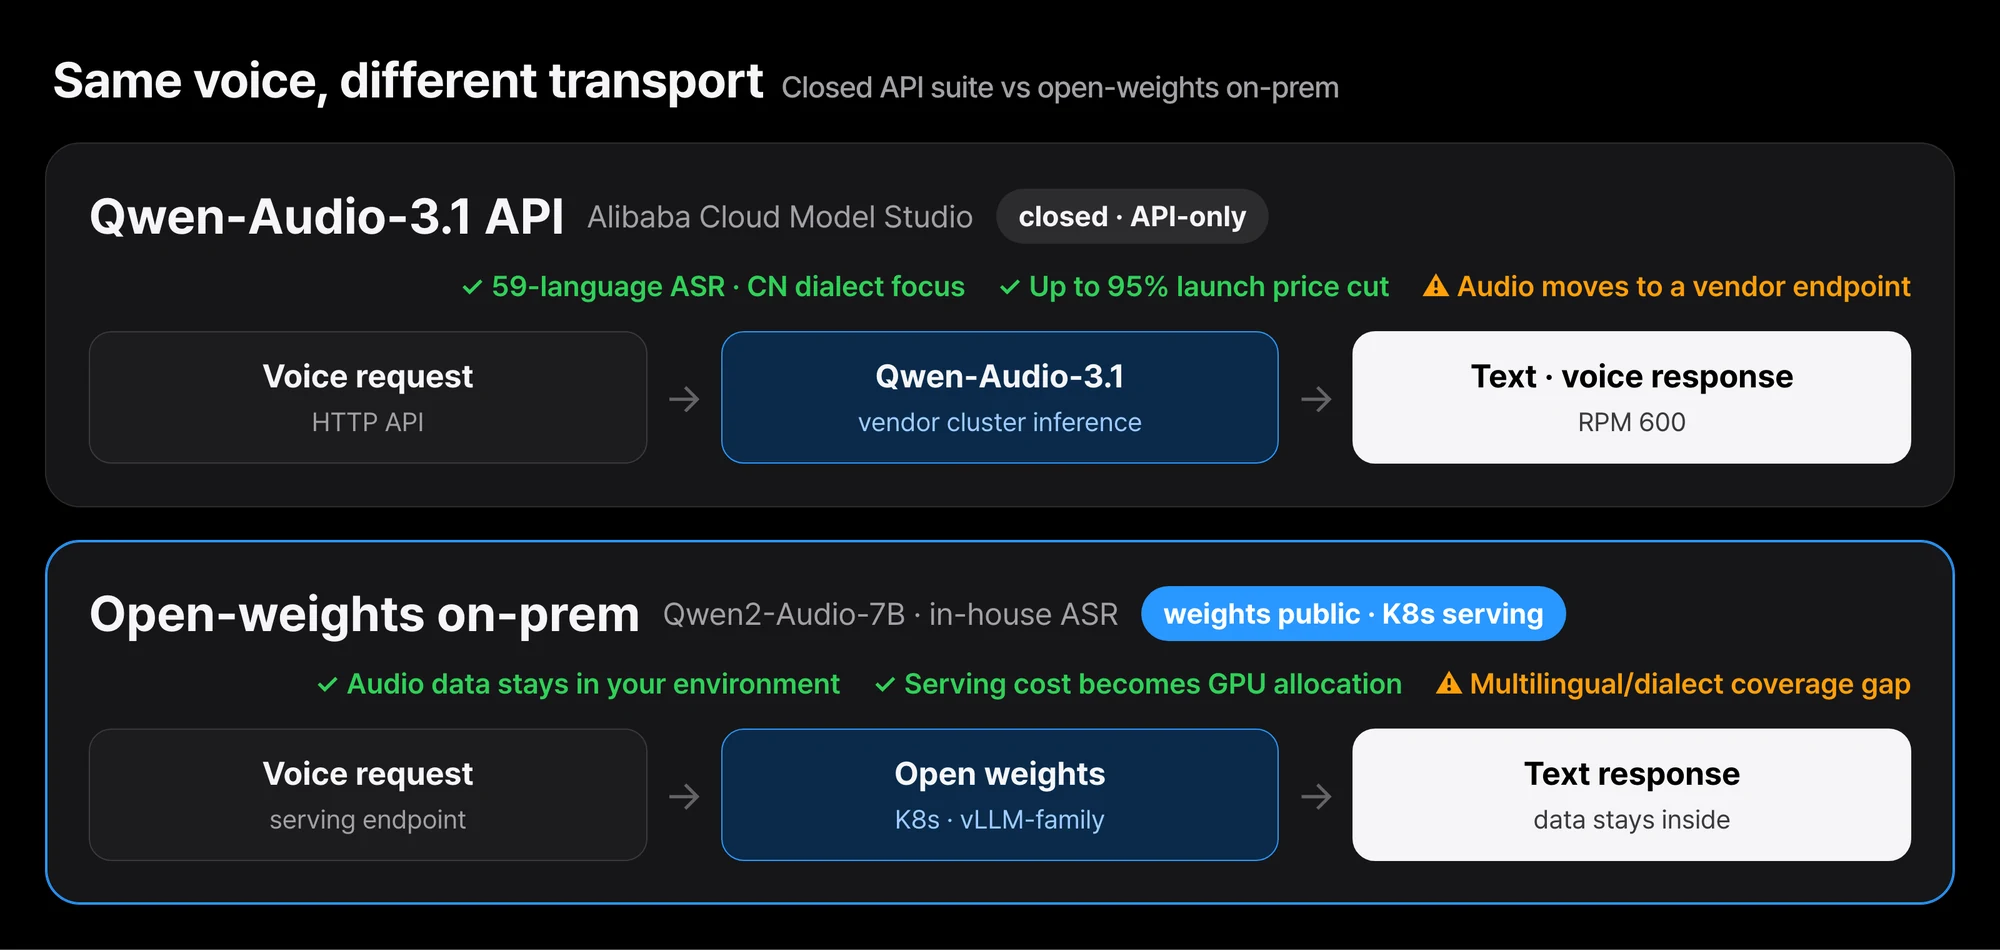 Same voice, different transport Closed API suite vs open-weights on-prem
Qwen-Audio-3.1 API Alibaba Cloud Model Studio closed · API-only
✓ 59-language ASR · CN dialect focus ✓ Up to 95% launch price cut ⚠ Audio moves to a vendor endpoint
Voice request
HTTP API
→
Qwen-Audio-3.1
vendor cluster inference
→
Text · voice response
RPM 600
Open-weights on-prem Qwen2-Audio-7B · in-house ASR weights public · K8s serving
✓ Audio data stays in your environment ✓ Serving cost becomes GPU allocation ⚠ Multilingual/dialect coverage gap
Voice request
serving endpoint
→
Open weights
K8s · vLLM-family
→
Text response
data stays inside